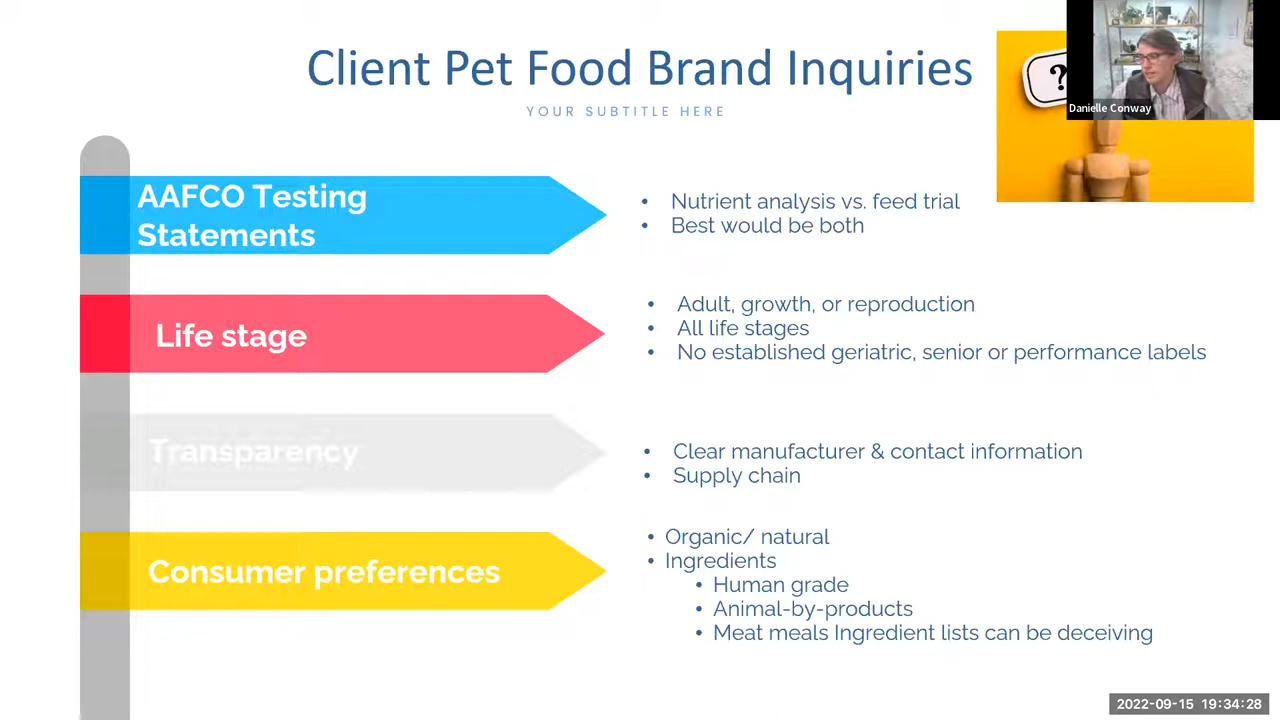 Client Pet Food Brand Inquiries
YOUR SUBTITLE HERE
?
Danielle Conway
AAFCO Testing
Statements
• Nutrient analysis vs. feed trial
• Best would be both
Life stage
• Adult, growth, or reproduction
• All life stages
• No established geriatric, senior or performance labels
Transparency
• Clear manufacturer & contact information
• Supply chain
Consumer preferences
• Organic/ natural
• Ingredients
• Human grade
• Animal-by-products
• Meat meals Ingredient lists can be deceiving
2022-09-15 19:34:28